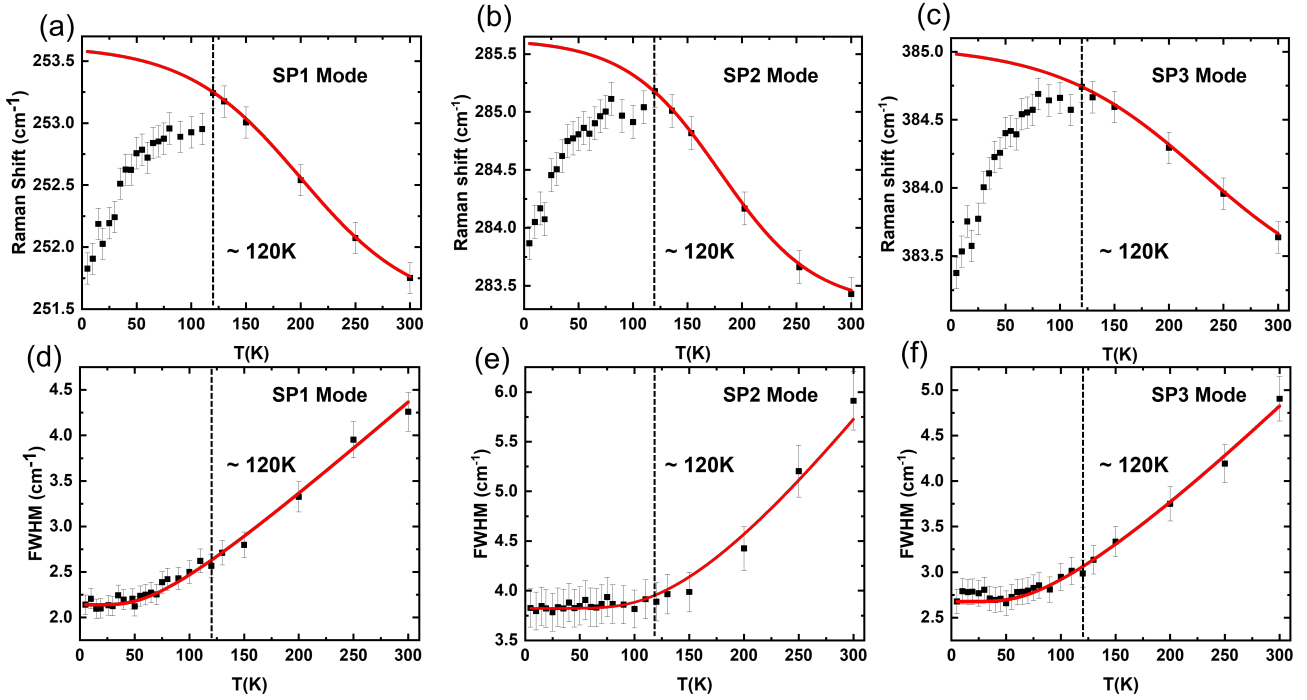 (a)
Raman Shift (cm⁻¹)
253.5
253.0
252.5
252.0
251.5
SP1 Mode
~ 120K
0 50 100 150 200 250 300
T(K)
(b)
Raman shift (cm⁻¹)
285.5
285.0
284.5
284.0
283.5
SP2 Mode
~ 120K
0 50 100 150 200 250 300
T(K)
(c)
Raman shift (cm⁻¹)
385.0
384.5
384.0
383.5
SP3 Mode
~ 120K
0 50 100 150 200 250 300
T(K)
(d)
FWHM (cm⁻¹)
4.5
4.0
3.5
3.0
2.5
2.0
SP1 Mode
~ 120K
0 50 100 150 200 250 300
T(K)
(e)
FWHM (cm⁻¹)
6.0
5.5
5.0
4.5
4.0
3.5
SP2 Mode
~ 120K
0 50 100 150 200 250 300
T(K)
(f)
FWHM (cm⁻¹)
5.0
4.5
4.0
3.5
3.0
2.5
SP3 Mode
~ 120K
0 50 100 150 200 250 300
T(K)